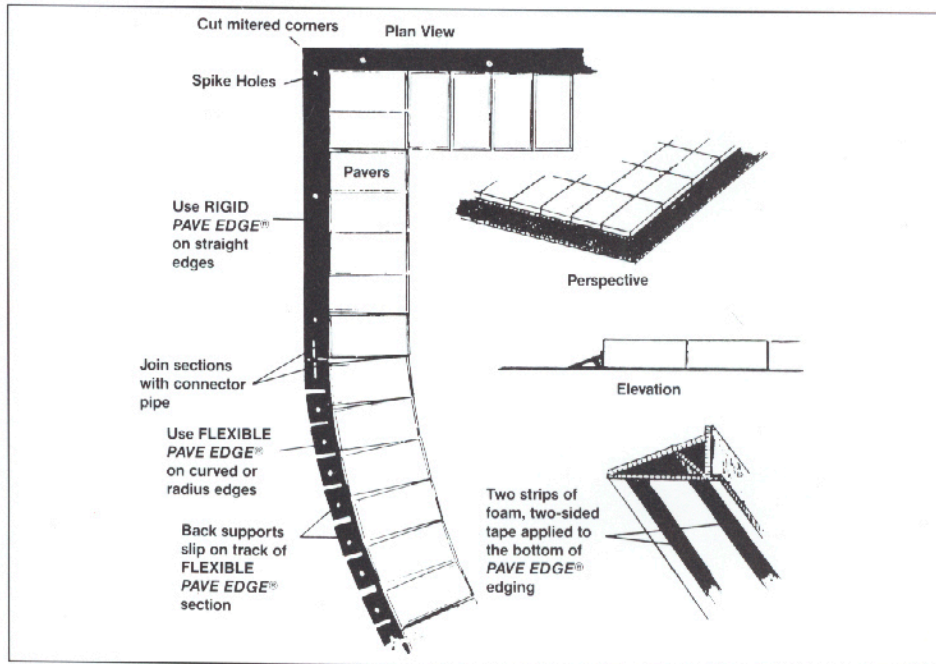 Cut mitered corners
Plan View
Spike Holes
Pavers
Use RIGID
PAVE EDGE®
on straight
edges
Perspective
Join sections
with connector
pipe
Elevation
Use FLEXIBLE
PAVE EDGE®
on curved or
radius edges
Back supports
slip on track of
FLEXIBLE
PAVE EDGE®
section
Two strips of
foam, two-sided
tape applied to
the bottom of
PAVE EDGE®
edging